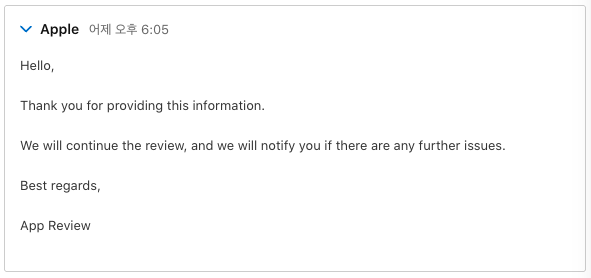 Apple 어제 오후 6:05
Hello,
Thank you for providing this information.
We will continue the review, and we will notify you if there are any further issues.
Best regards,
App Review